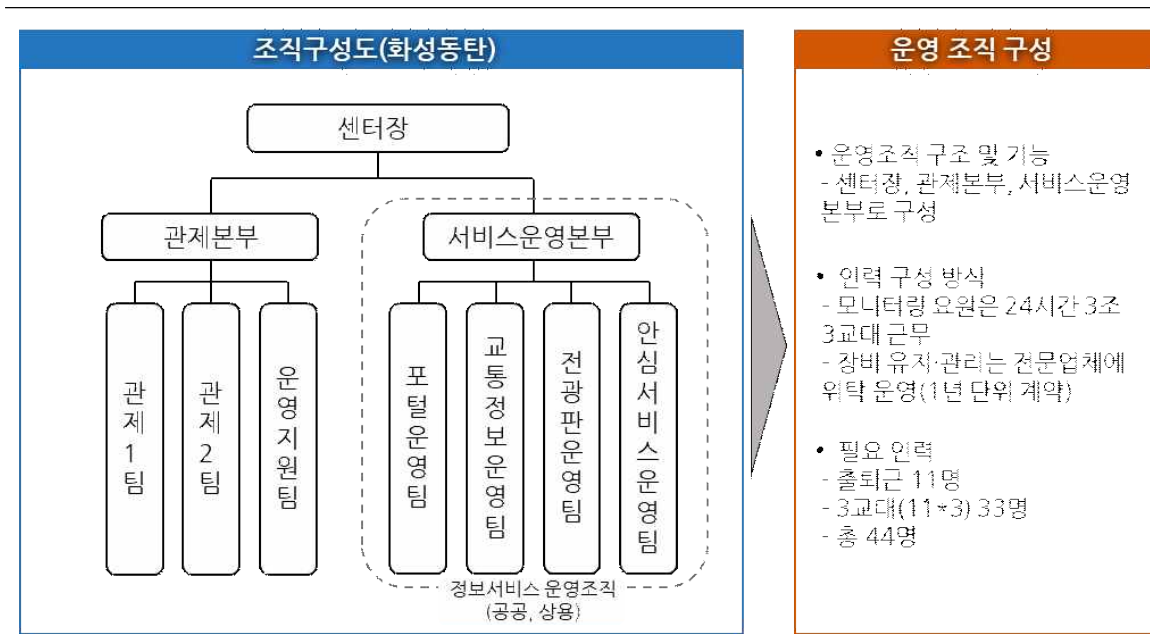 조직구성도(화성동탄)
센터장
관제본부
서비스운영본부
관제1팀
관제2팀
운영지원팀
포털운영팀
교통정보운영팀
전광판운영팀
안심서비스운영팀
정보서비스 운영조직
(공공, 상용)
운영 조직 구성
• 운영조직 구조 및 기능
- 센터장, 관제본부, 서비스운영
본부로 구성
• 인력 구성 방식
- 모니터링 요원은 24시간 3조
3교대 근무
- 장비 유지·관리는 전문업체에
위탁 운영(1년 단위 계약)
• 필요 인력
- 출퇴근 11명
- 3교대(11*3) 33명
- 총 44명